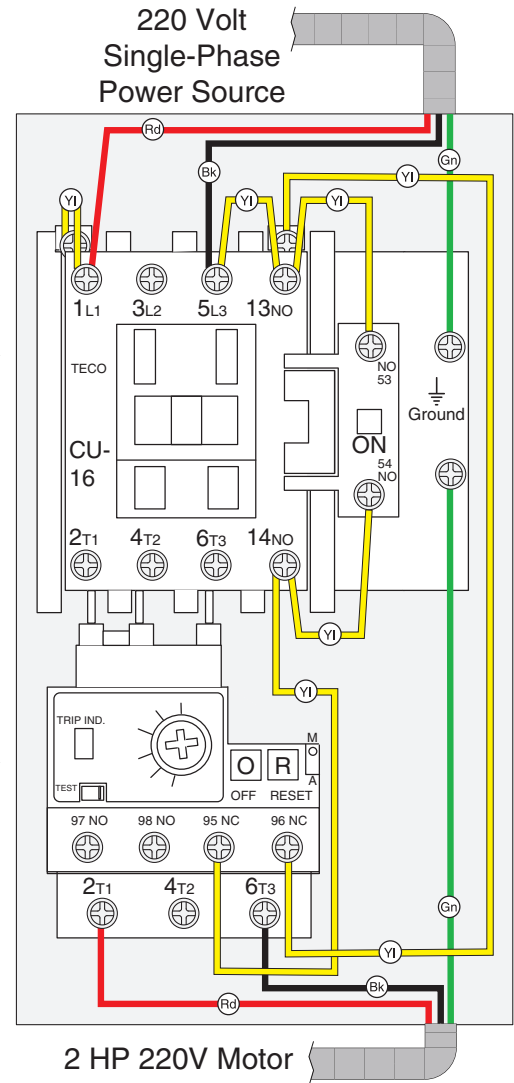 220 Volt
Single-Phase
Power Source
Rd
Bk
Gn
Yl
Yl
Yl
Yl
1L1 3L2 5L3 13NO
TECO
CU-
16
NO
53
ON
54
NO
Ground
2T1 4T2 6T3 14NO
Yl
Yl
TRIP IND.
TEST
M
O R
A
OFF RESET
97 NO 98 NO 95 NC 96 NC
2T1 4T2 6T3
Gn
Yl
Bk
Rd
2 HP 220V Motor